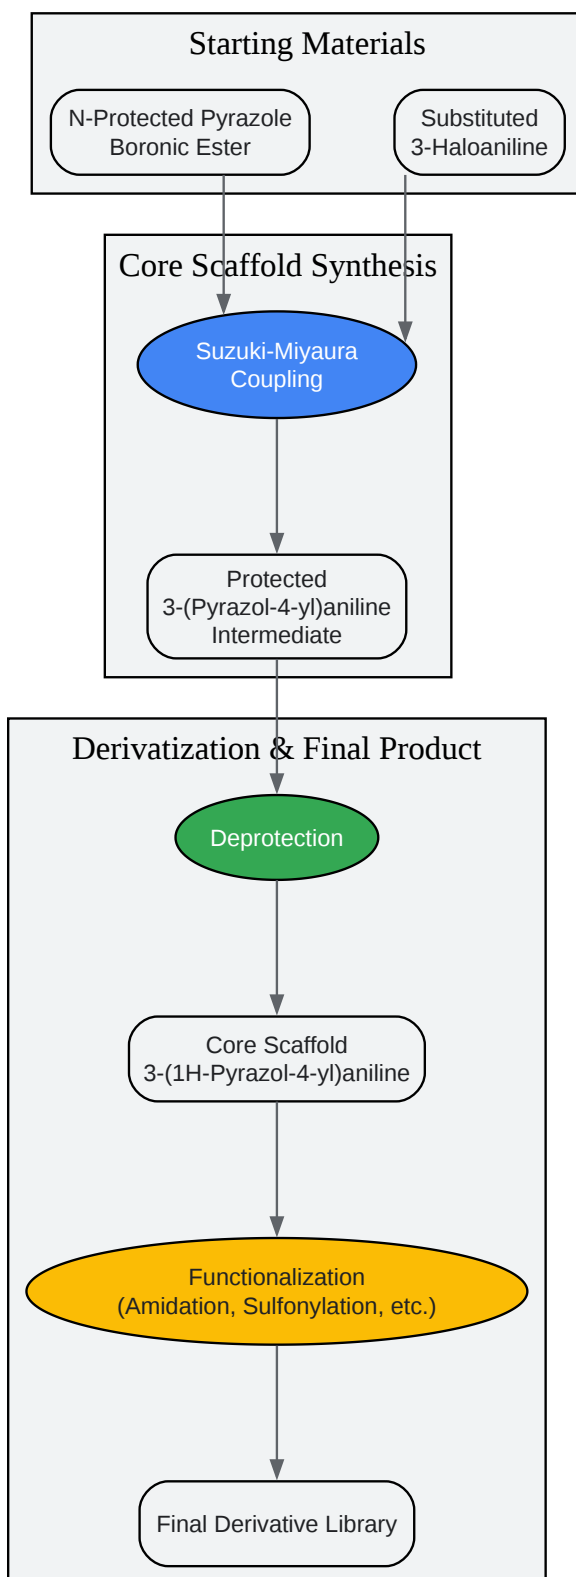 Starting Materials
N-Protected Pyrazole
Boronic Ester
Substituted
3-Haloaniline
Core Scaffold Synthesis
Suzuki-Miyaura
Coupling
Protected
3-(Pyrazol-4-yl)aniline
Intermediate
Derivatization & Final Product
Deprotection
Core Scaffold
3-(1H-Pyrazol-4-yl)aniline
Functionalization
(Amidation, Sulfonylation, etc.)
Final Derivative Library